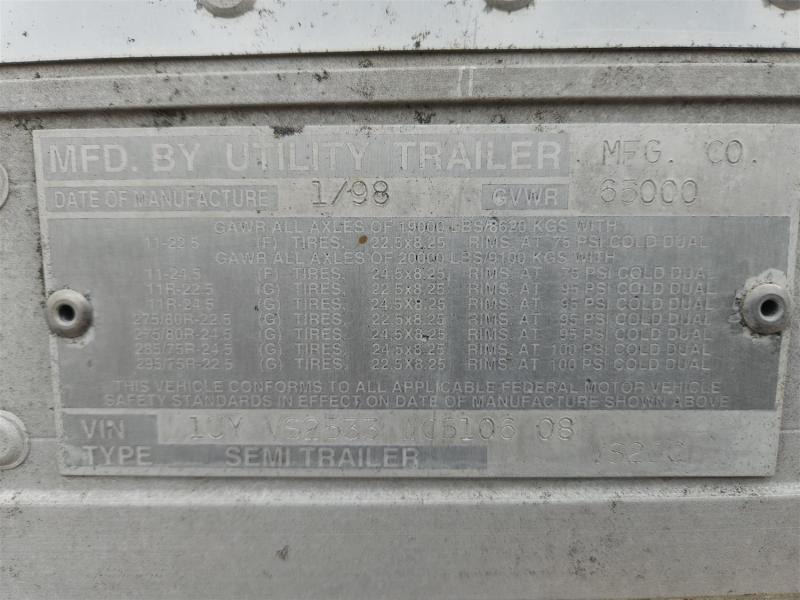 MFD. BY UTILITY TRAILER MFG. CO.
DATE OF MANUFACTURE 1/98 GVWR 65000
GAWR ALL AXLES OF 19000 LBS/8620 KGS WITH
11-22.5 (F) TIRES. 22.5x8.25 RIMS. AT 75 PSI COLD DUAL
GAWR ALL AXLES OF 20000 LBS/9100 KGS WITH
11-24.5 (F) TIRES. 24.5x8.25 RIMS. AT 75 PSI COLD DUAL
11R-22.5 (G) TIRES. 22.5x8.25 RIMS. AT 95 PSI COLD DUAL
11R-24.5 (G) TIRES. 24.5x8.25 RIMS. AT 95 PSI COLD DUAL
275/80R-22.5 (G) TIRES. 22.5x8.25 RIMS. AT 95 PSI COLD DUAL
/80R-24.5 (G) TIRES. 24.5x8.25 RIMS. AT 95 PSI COLD DUAL
285/75R-24.5 (G) TIRES. 24.5x8.25 RIMS. AT 100 PSI COLD DUAL
295/75R-22.5 (G) TIRES. 22.5x8.25 RIMS. AT 100 PSI COLD DUAL
THIS VEHICLE CONFORMS TO ALL APPLICABLE FEDERAL MOTOR VEHICLE
SAFETY STANDARDS IN EFFECT ON DATE OF MANUFACTURE SHOWN ABOVE
VIN 1UY VS2533 08
TYPE SEMI TRAILER